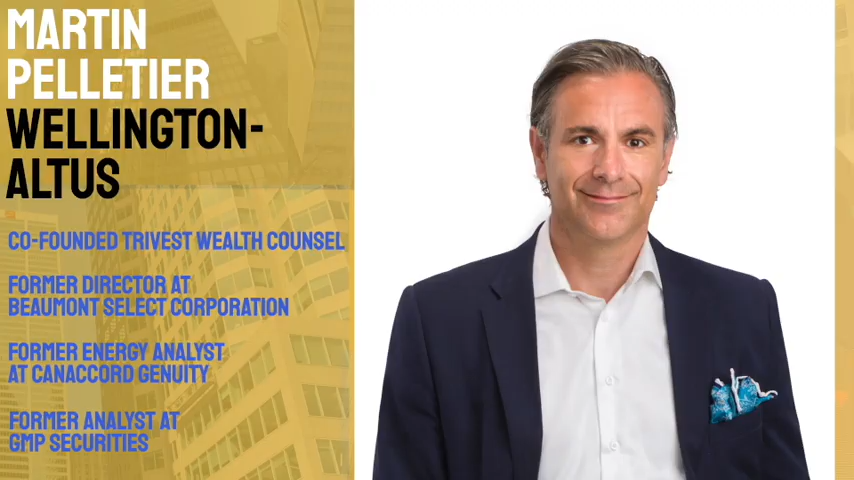 MARTIN
PELLETIER
WELLINGTON-
ALTUS
CO-FOUNDED TRIVEST WEALTH COUNSEL
FORMER DIRECTOR AT
BEAUMONT SELECT CORPORATION
FORMER ENERGY ANALYST
AT CANACCORD GENUITY
FORMER ANALYST AT
GMP SECURITIES